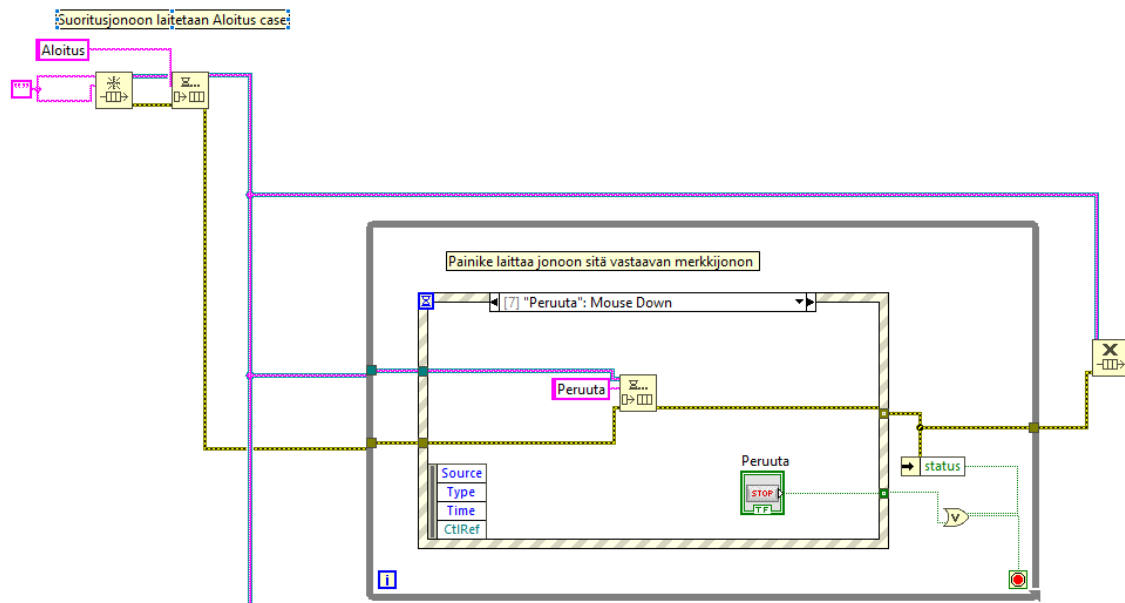 Suoritusjonoon laitetaan Aloitus case
Aloitus
""
Painike laittaa jonoon sitä vastaavan merkkijonon
[7] "Peruuta": Mouse Down
Peruuta
Source
Type
Time
CtlRef
Peruuta
STOP
TF
status
V
i
X